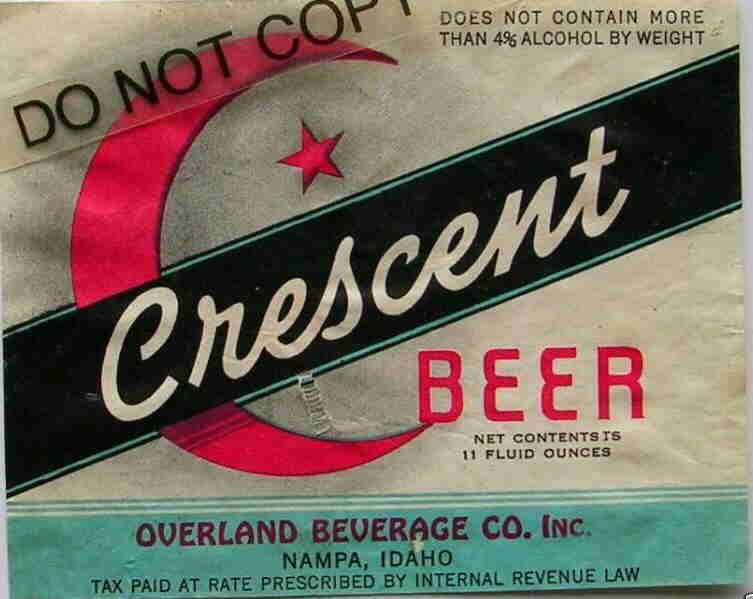 DO NOT COPY
DOES NOT CONTAIN MORE
THAN 4% ALCOHOL BY WEIGHT
Crescent
BEER
NET CONTENTS IS
11 FLUID OUNCES
OVERLAND BEVERAGE CO. INC.
NAMPA, IDAHO
TAX PAID AT RATE PRESCRIBED BY INTERNAL REVENUE LAW